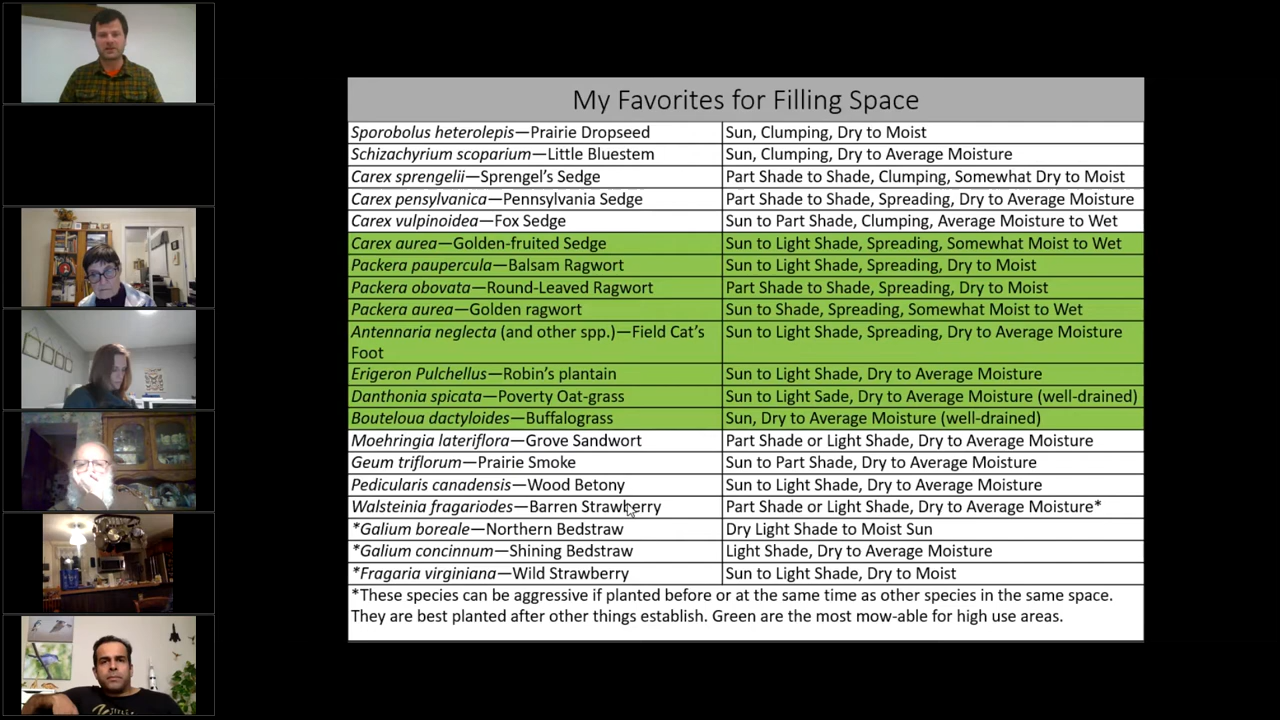 My Favorites for Filling Space
Sporobolus heterolepis—Prairie Dropseed Sun, Clumping, Dry to Moist
Schizachyrium scoparium—Little Bluestem Sun, Clumping, Dry to Average Moisture
Carex sprengelii—Sprengel's Sedge Part Shade to Shade, Clumping, Somewhat Dry to Moist
Carex pensylvanica—Pennsylvania Sedge Part Shade to Shade, Spreading, Dry to Average Moisture
Carex vulpinoidea—Fox Sedge Sun to Part Shade, Clumping, Average Moisture to Wet
Carex aurea—Golden-fruited Sedge Sun to Light Shade, Spreading, Somewhat Moist to Wet
Packera paupercula—Balsam Ragwort Sun to Light Shade, Spreading, Dry to Moist
Packera obovata—Round-Leaved Ragwort Part Shade to Shade, Spreading, Dry to Moist
Packera aurea—Golden ragwort Sun to Shade, Spreading, Somewhat Moist to Wet
Antennaria neglecta (and other spp.)—Field Cat's Sun to Light Shade, Spreading, Dry to Average Moisture
Foot
Erigeron Pulchellus—Robin's plantain Sun to Light Shade, Dry to Average Moisture
Danthonia spicata—Poverty Oat-grass Sun to Light Sade, Dry to Average Moisture (well-drained)
Bouteloua dactyloides—Buffalograss Sun, Dry to Average Moisture (well-drained)
Moehringia lateriflora—Grove Sandwort Part Shade or Light Shade, Dry to Average Moisture
Geum triflorum—Prairie Smoke Sun to Part Shade, Dry to Average Moisture
Pedicularis canadensis—Wood Betony Sun to Light Shade, Dry to Average Moisture
Walsteinia fragariodes—Barren Strawberry Part Shade or Light Shade, Dry to Average Moisture*
*Galium boreale—Northern Bedstraw Dry Light Shade to Moist Sun
*Galium concinnum—Shining Bedstraw Light Shade, Dry to Average Moisture
*Fragaria virginiana—Wild Strawberry Sun to Light Shade, Dry to Moist
*These species can be aggressive if planted before or at the same time as other species in the same space.
They are best planted after other things establish. Green are the most mow-able for high use areas.